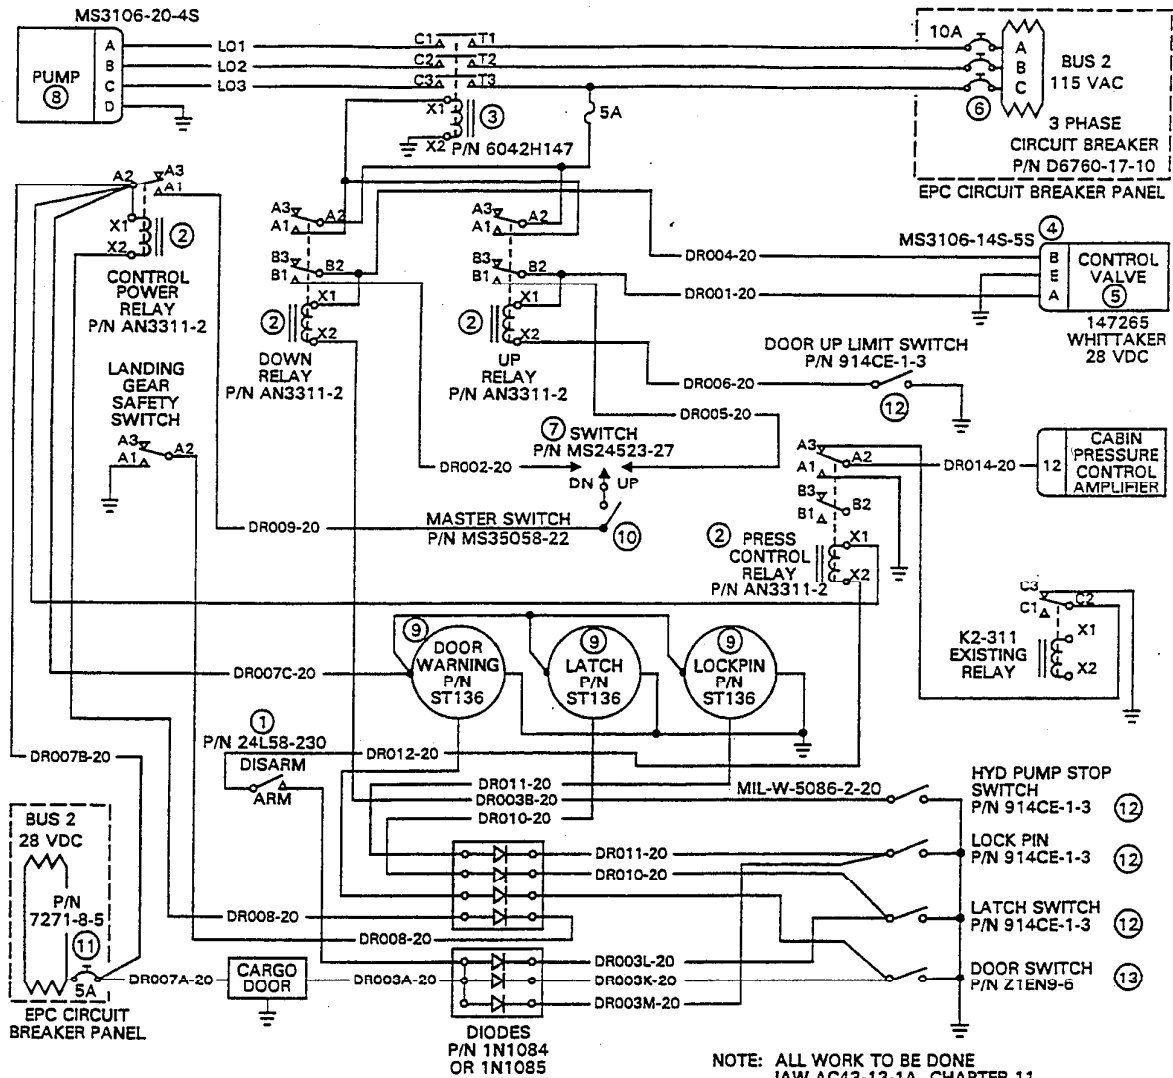 MS3106-20-4S
PUMP
8
A
B
C
D
LO1
LO2
LO3
C1
T1
C2
T2
C3
T3
X1
X2
3
P/N 6042H147
5A
10A
A
B
C
BUS 2
115 VAC
6
3 PHASE
CIRCUIT BREAKER
P/N D6760-17-10
EPC CIRCUIT BREAKER PANEL
A2
A3
A1
X1
X2
2
CONTROL
POWER
RELAY
P/N AN3311-2
A3
A1
A2
B3
B1
B2
X1
X2
2
DOWN
RELAY
P/N AN3311-2
A3
A1
A2
B3
B1
B2
X1
X2
2
UP
RELAY
P/N AN3311-2
DR004-20
DR001-20
MS3106-14S-5S
4
B
E
A
CONTROL
VALVE
5
147265
WHITTAKER
28 VDC
DOOR UP LIMIT SWITCH
P/N 914CE-1-3
DR006-20
12
DR005-20
LANDING
GEAR
SAFETY
SWITCH
A3
A1
A2
7
SWITCH
P/N MS24523-27
DR002-20
DN
UP
DR009-20
MASTER SWITCH
P/N MS35058-22
10
A3
A1
A2
B3
B1
B2
X1
X2
2
PRESS
CONTROL
RELAY
P/N AN3311-2
DR014-20
12
CABIN
PRESSURE
CONTROL
AMPLIFIER
C3
C1
C2
X1
X2
K2-311
EXISTING
RELAY
9
DOOR
WARNING
P/N
ST136
9
LATCH
P/N
ST136
9
LOCKPIN
P/N
ST136
DR007C-20
1
P/N 24L58-230
DISARM
ARM
DR012-20
DR007B-20
DR011-20
DR003B-20
DR010-20
MIL-W-5086-2-20
HYD PUMP STOP
SWITCH
P/N 914CE-1-3
12
BUS 2
28 VDC
P/N
7271-8-5
11
5A
EPC CIRCUIT
BREAKER PANEL
DR011-20
DR010-20
LOCK PIN
P/N 914CE-1-3
12
DR008-20
DR008-20
LATCH SWITCH
P/N 914CE-1-3
12
DR007A-20
CARGO
DOOR
DR003A-20
DR003L-20
DR003K-20
DR003M-20
DOOR SWITCH
P/N Z1EN9-6
13
DIODES
P/N 1N1084
OR 1N1085
NOTE: ALL WORK TO BE DONE
IAW AC43-13-1A, CHAPTER 11